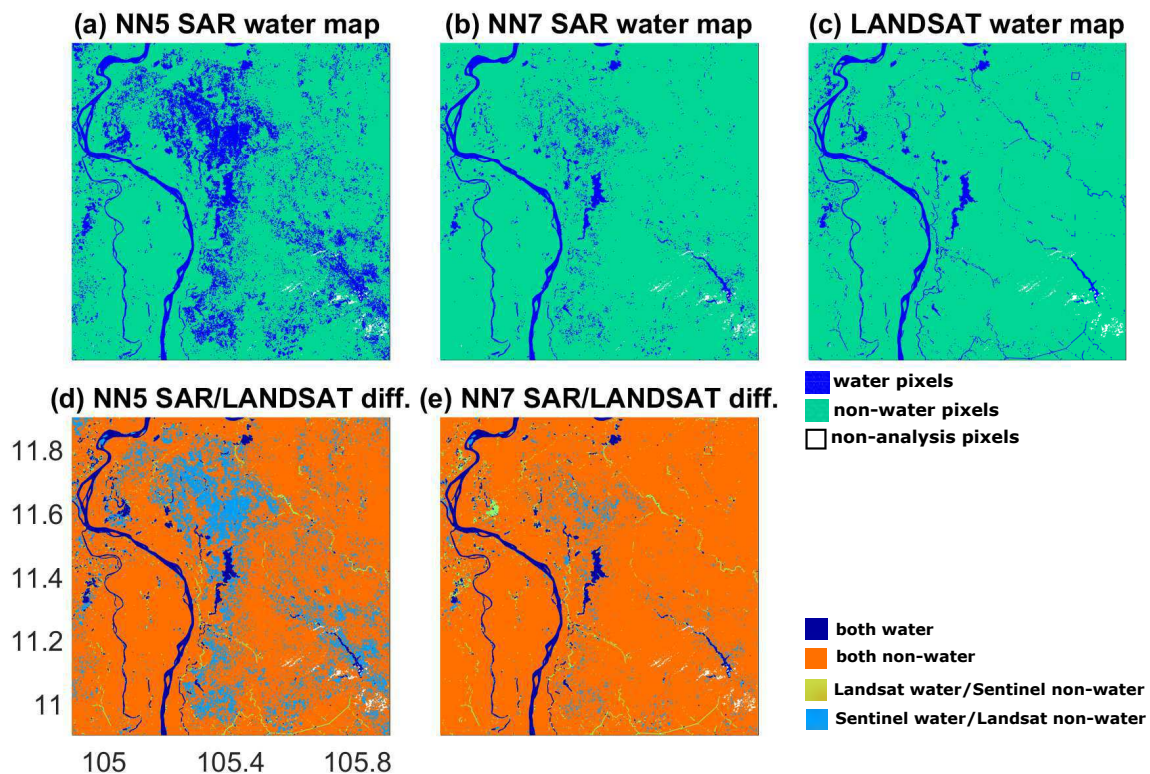 (a) NN5 SAR water map
(b) NN7 SAR water map
(c) LANDSAT water map
water pixels
non-water pixels
non-analysis pixels
(d) NN5 SAR/LANDSAT diff.
(e) NN7 SAR/LANDSAT diff.
11.8
11.6
11.4
11.2
11
105
105.4
105.8
both water
both non-water
Landsat water/Sentinel non-water
Sentinel water/Landsat non-water